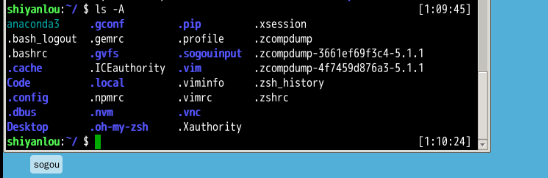 shiyanlou:~/ $ ls -A [1:09:45]
anaconda3 .gconf .pip .xsession
.bash_logout .gemrc .profile .zcompdump
.bashrc .gvfs .sogouinput .zcompdump-3661ef69f3c4-5.1.1
.cache .ICEauthority .vim .zcompdump-4f7459d876a3-5.1.1
Code .local .viminfo .zsh_history
.config .npmrc .vimrc .zshrc
.dbus .nvm .vnc
Desktop .oh-my-zsh .Xauthority
shiyanlou:~/ $ [1:10:24]
sogou